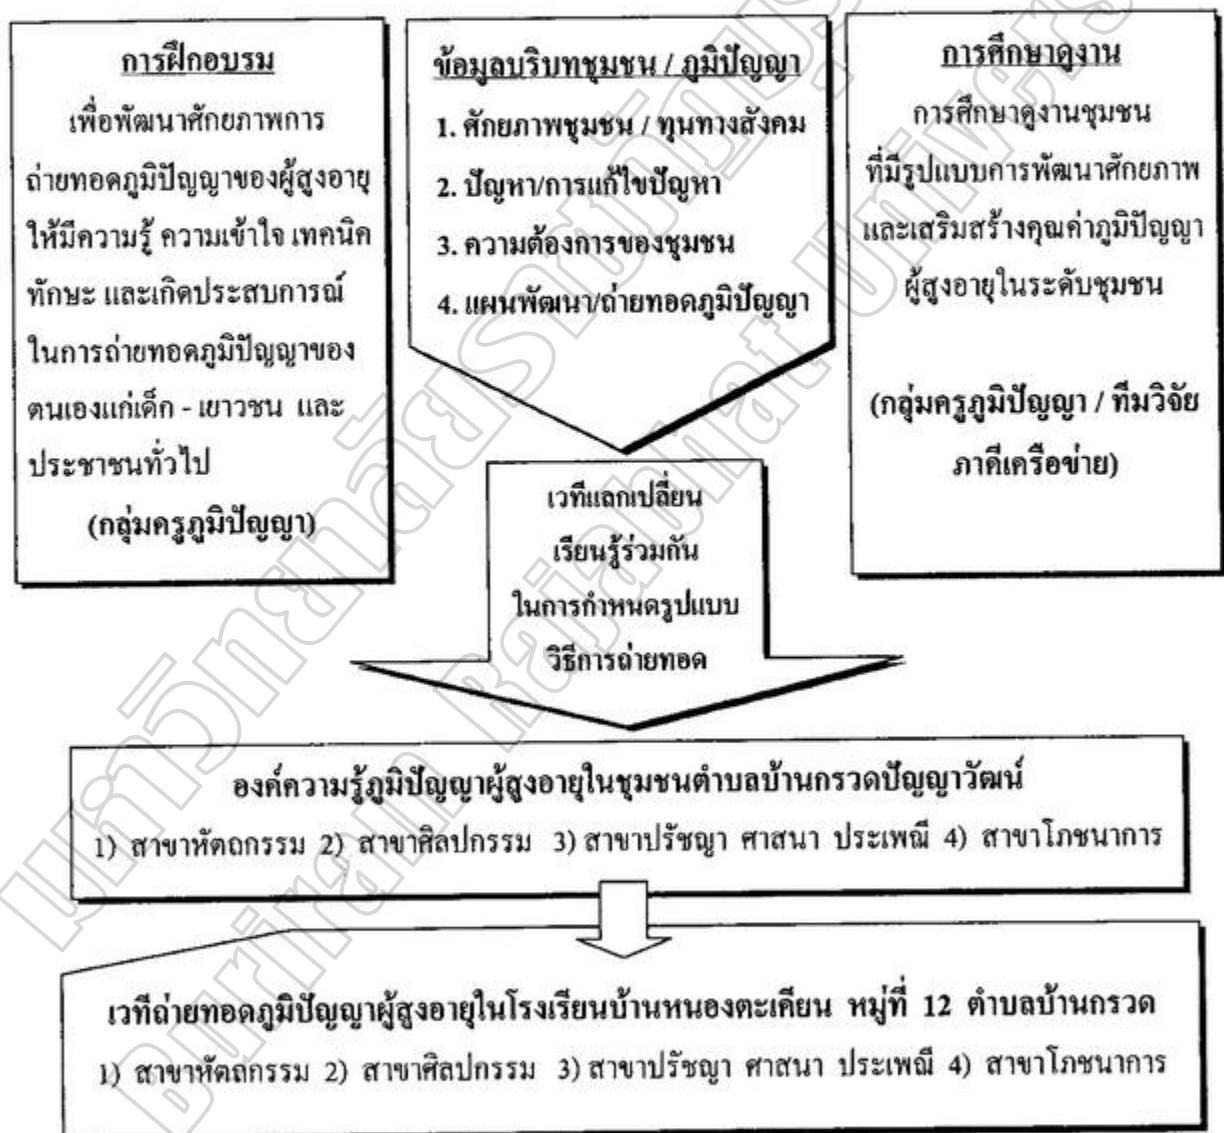 การฝึกอบรม
เพื่อพัฒนาศักยภาพการ
ถ่ายทอดภูมิปัญญาของผู้สูงอายุ
ให้มีความรู้ ความเข้าใจ เทคนิค
ทักษะ และเกิดประสบการณ์
ในการถ่ายทอดภูมิปัญญาของ
ตนเองแก่เด็ก - เยาวชน และ
ประชาชนทั่วไป
(กลุ่มครูภูมิปัญญา)
ข้อมูลบริบทชุมชน / ภูมิปัญญา
1. ศักยภาพชุมชน / ทุนทางสังคม
2. ปัญหา/การแก้ไขปัญหา
3. ความต้องการของชุมชน
4. แผนพัฒนา/ถ่ายทอดภูมิปัญญา
การศึกษาดูงาน
การศึกษาดูงานชุมชน
ที่มีรูปแบบการพัฒนาศักยภาพ
และเสริมสร้างคุณค่าภูมิปัญญา
ผู้สูงอายุในระดับชุมชน
(กลุ่มครูภูมิปัญญา / ทีมวิจัย
ภาคีเครือข่าย)
เวทีแลกเปลี่ยน
เรียนรู้ร่วมกัน
ในการกำหนดรูปแบบ
วิธีการถ่ายทอด
องค์ความรู้ภูมิปัญญาผู้สูงอายุในชุมชนตำบลบ้านกรวดปัญญาวัฒน์
1) สาขาหัตถกรรม 2) สาขาศิลปกรรม 3) สาขาปรัชญา ศาสนา ประเพณี 4) สาขาโภชนาการ
เวทีถ่ายทอดภูมิปัญญาผู้สูงอายุในโรงเรียนบ้านหนองตะเคียน หมู่ที่ 12 ตำบลบ้านกรวด
1) สาขาหัตถกรรม 2) สาขาศิลปกรรม 3) สาขาปรัชญา ศาสนา ประเพณี 4) สาขาโภชนาการ
มหาวิทยาลัยราชภัฏบุรีรัมย์
Buriram Rajabhat University